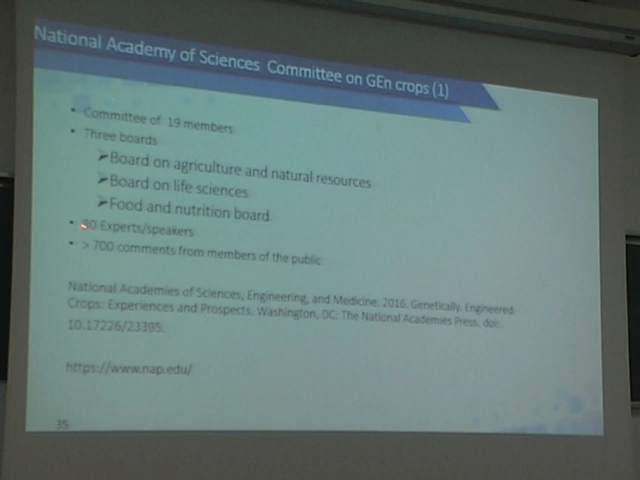 National Academy of Sciences Committee on GEn crops (1)
• Committee of 19 members
• Three boards
➤Board on agriculture and natural resources
➤Board on life sciences
➤Food and nutrition board
• 80 Experts/speakers
• > 700 comments from members of the public
National Academies of Sciences, Engineering, and Medicine. 2016. Genetically Engineered
Crops: Experiences and Prospects. Washington, DC: The National Academies Press. doi:
10.17226/23395.
https://www.nap.edu/
35